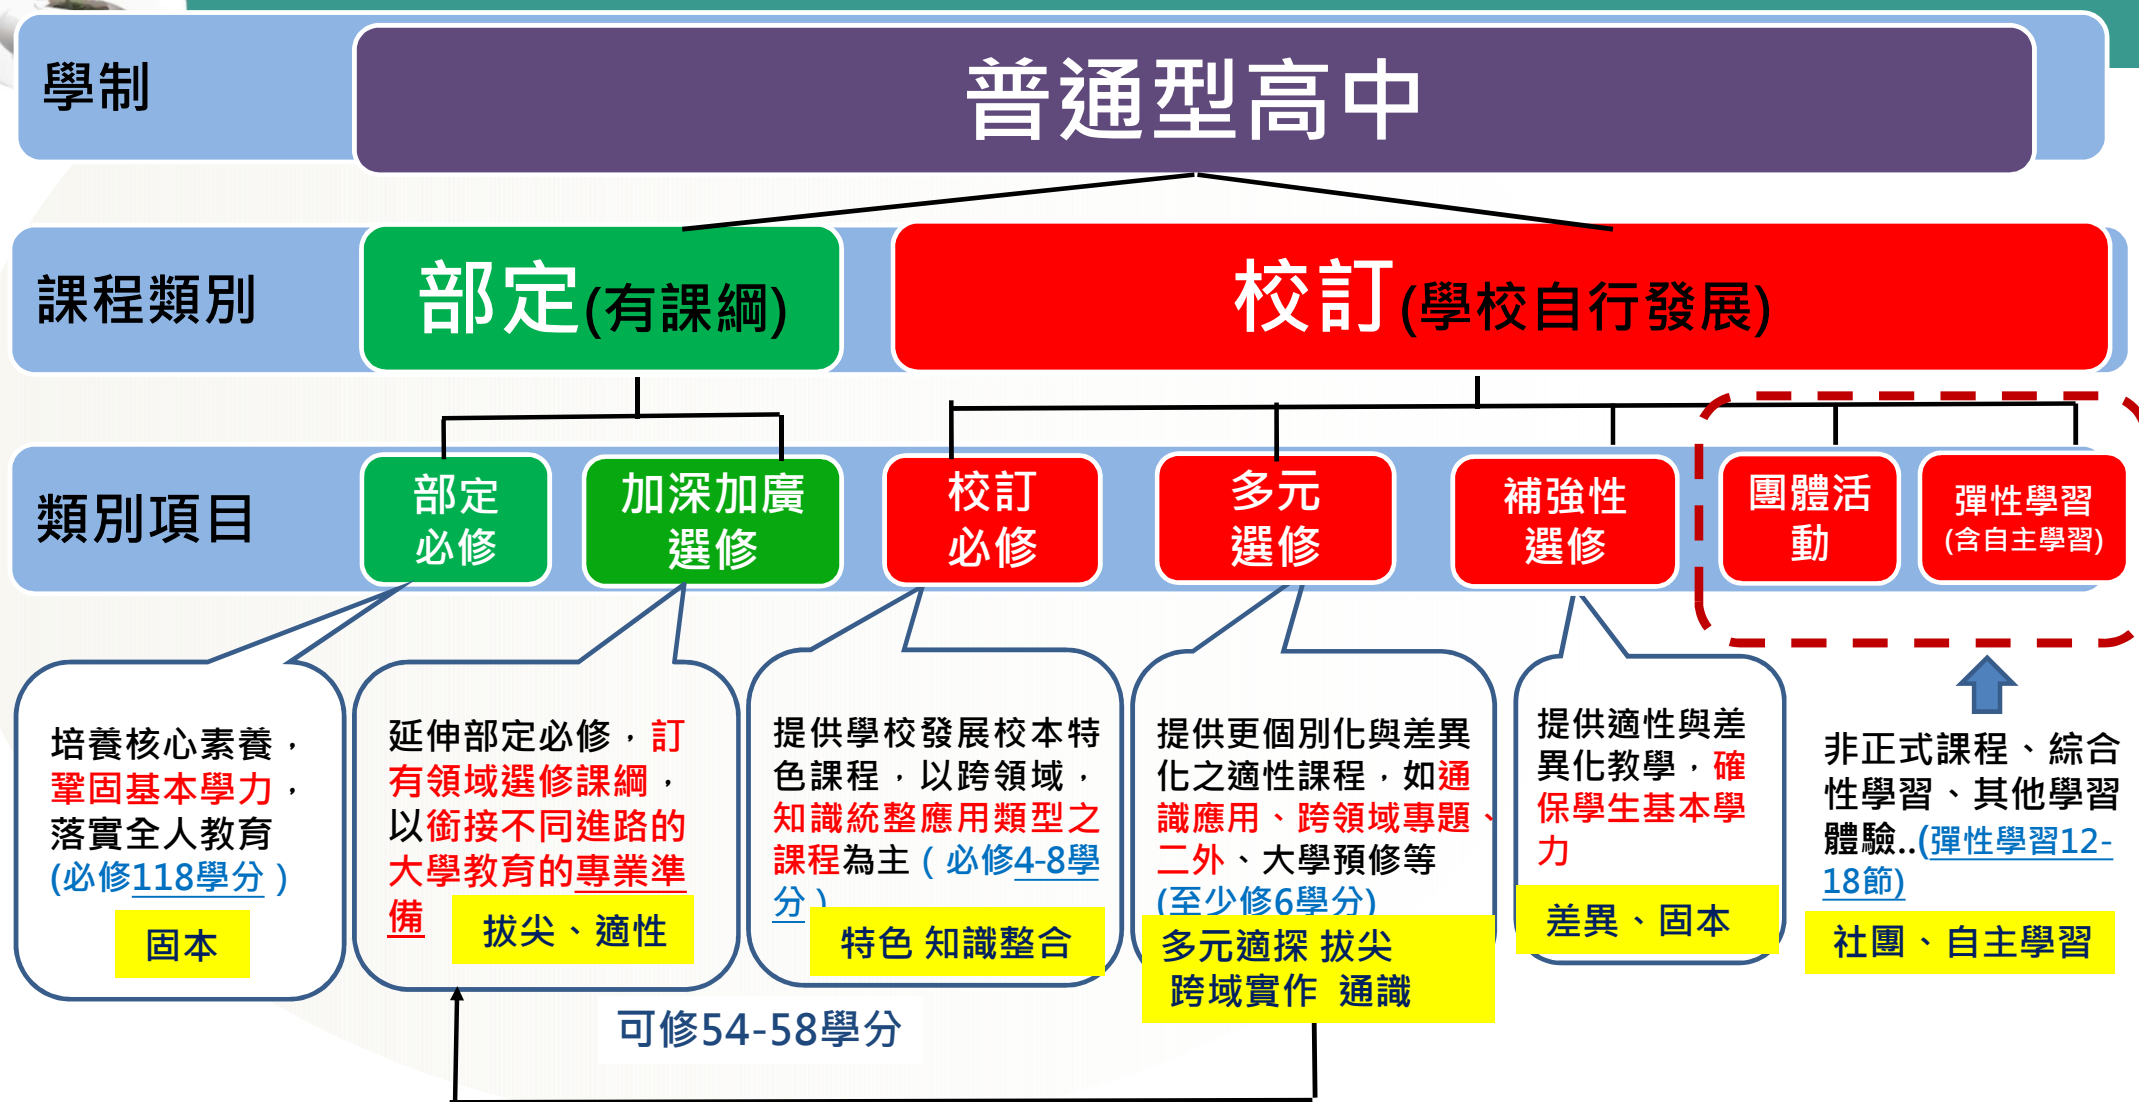 學制
普通型高中
課程類別
部定(有課綱)
校訂(學校自行發展)
類別項目
部定
必修
加深加廣
選修
校訂
必修
多元
選修
補強性
選修
團體活
動
彈性學習
(含自主學習)
培養核心素養，
鞏固基本學力，
落實全人教育
(必修118學分）
固本
延伸部定必修，訂
有領域選修課綱，
以銜接不同進路的
大學教育的專業準
備
拔尖、適性
提供學校發展校本特
色課程，以跨領域，
知識統整應用類型之
課程為主（必修4-8學
分）
特色 知識整合
提供更個別化與差異
化之適性課程，如通
識應用、跨領域專題、
二外、大學預修等
(至少修6學分)
多元適探 拔尖
跨域實作 通識
提供適性與差
異化教學，確
保學生基本學
力
差異、固本
非正式課程、綜合
性學習、其他學習
體驗..(彈性學習12-
18節)
社團、自主學習
可修54-58學分